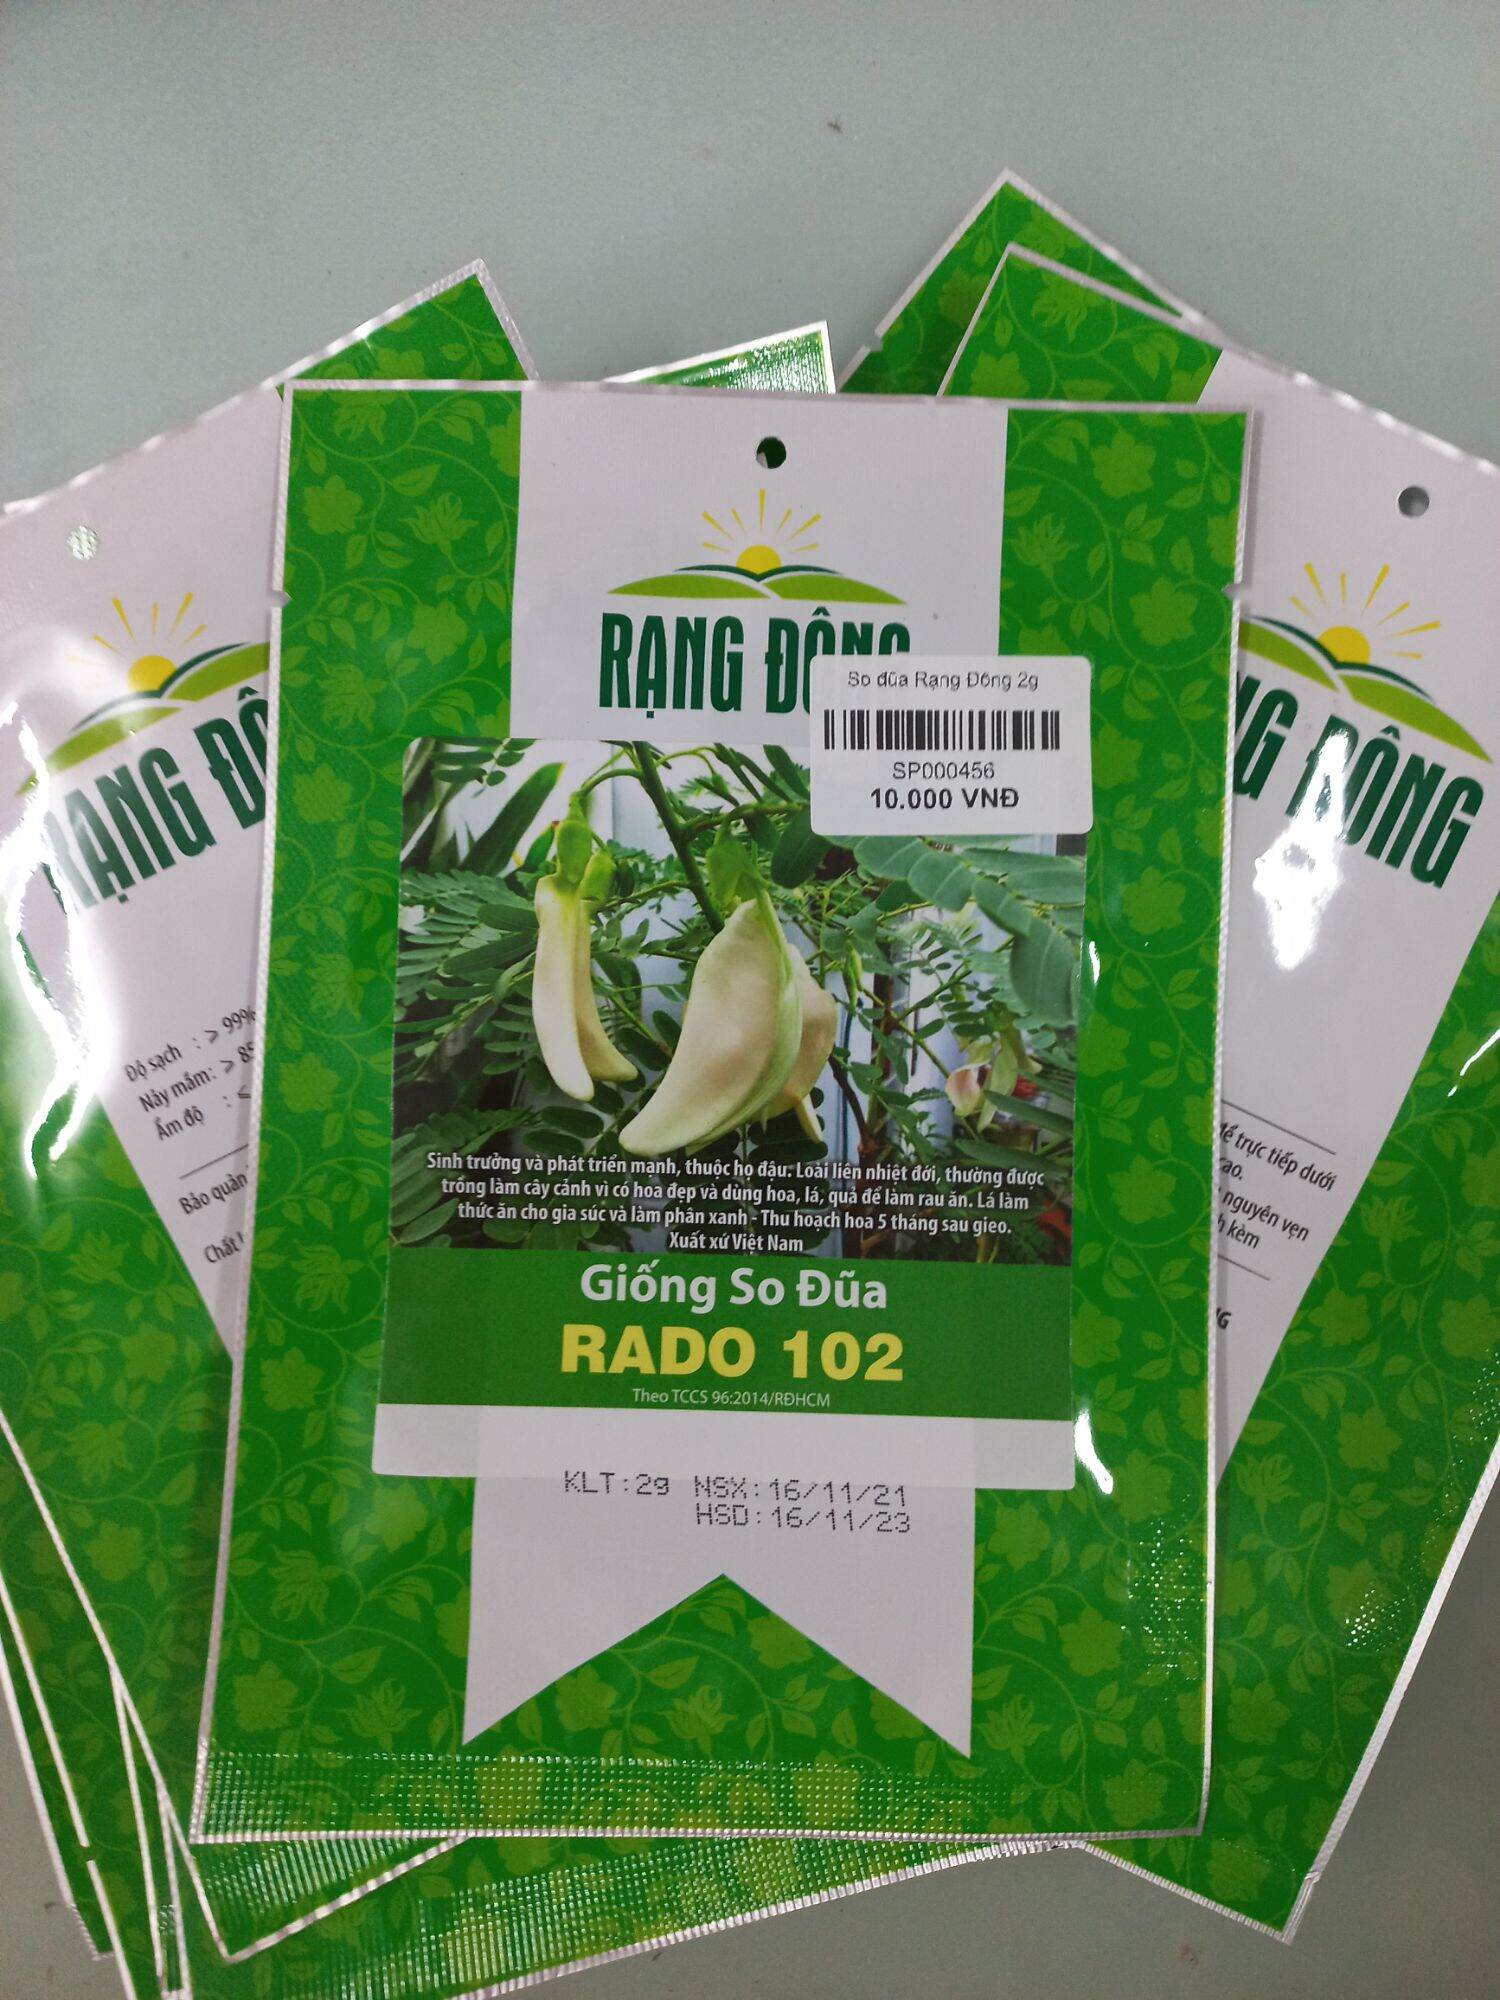 RẠNG ĐÔNG
So đũa Rạng Đông 2g
SP000456
10.000 VNĐ
Sinh trưởng và phát triển mạnh, thuộc họ đậu. Loài liên nhiệt đới, thường được
trồng làm cây cảnh vì có hoa đẹp và dùng hoa, lá, quả để làm rau ăn. Lá làm
thức ăn cho gia súc và làm phân xanh - Thu hoạch hoa 5 tháng sau gieo.
Xuất xứ Việt Nam
Giống So Đũa
RADO 102
Theo TCCS 96:2014/RĐHCM
KLT:2g NSX:16/11/21
HSD:16/11/23
RẠNG
Độ sạch : > 99%
Nảy mầm: > 85
Ẩm độ : ≤
Bảo quản
ĐÔNG
trực tiếp dưới
cao.
nguyên vẹn
kèm